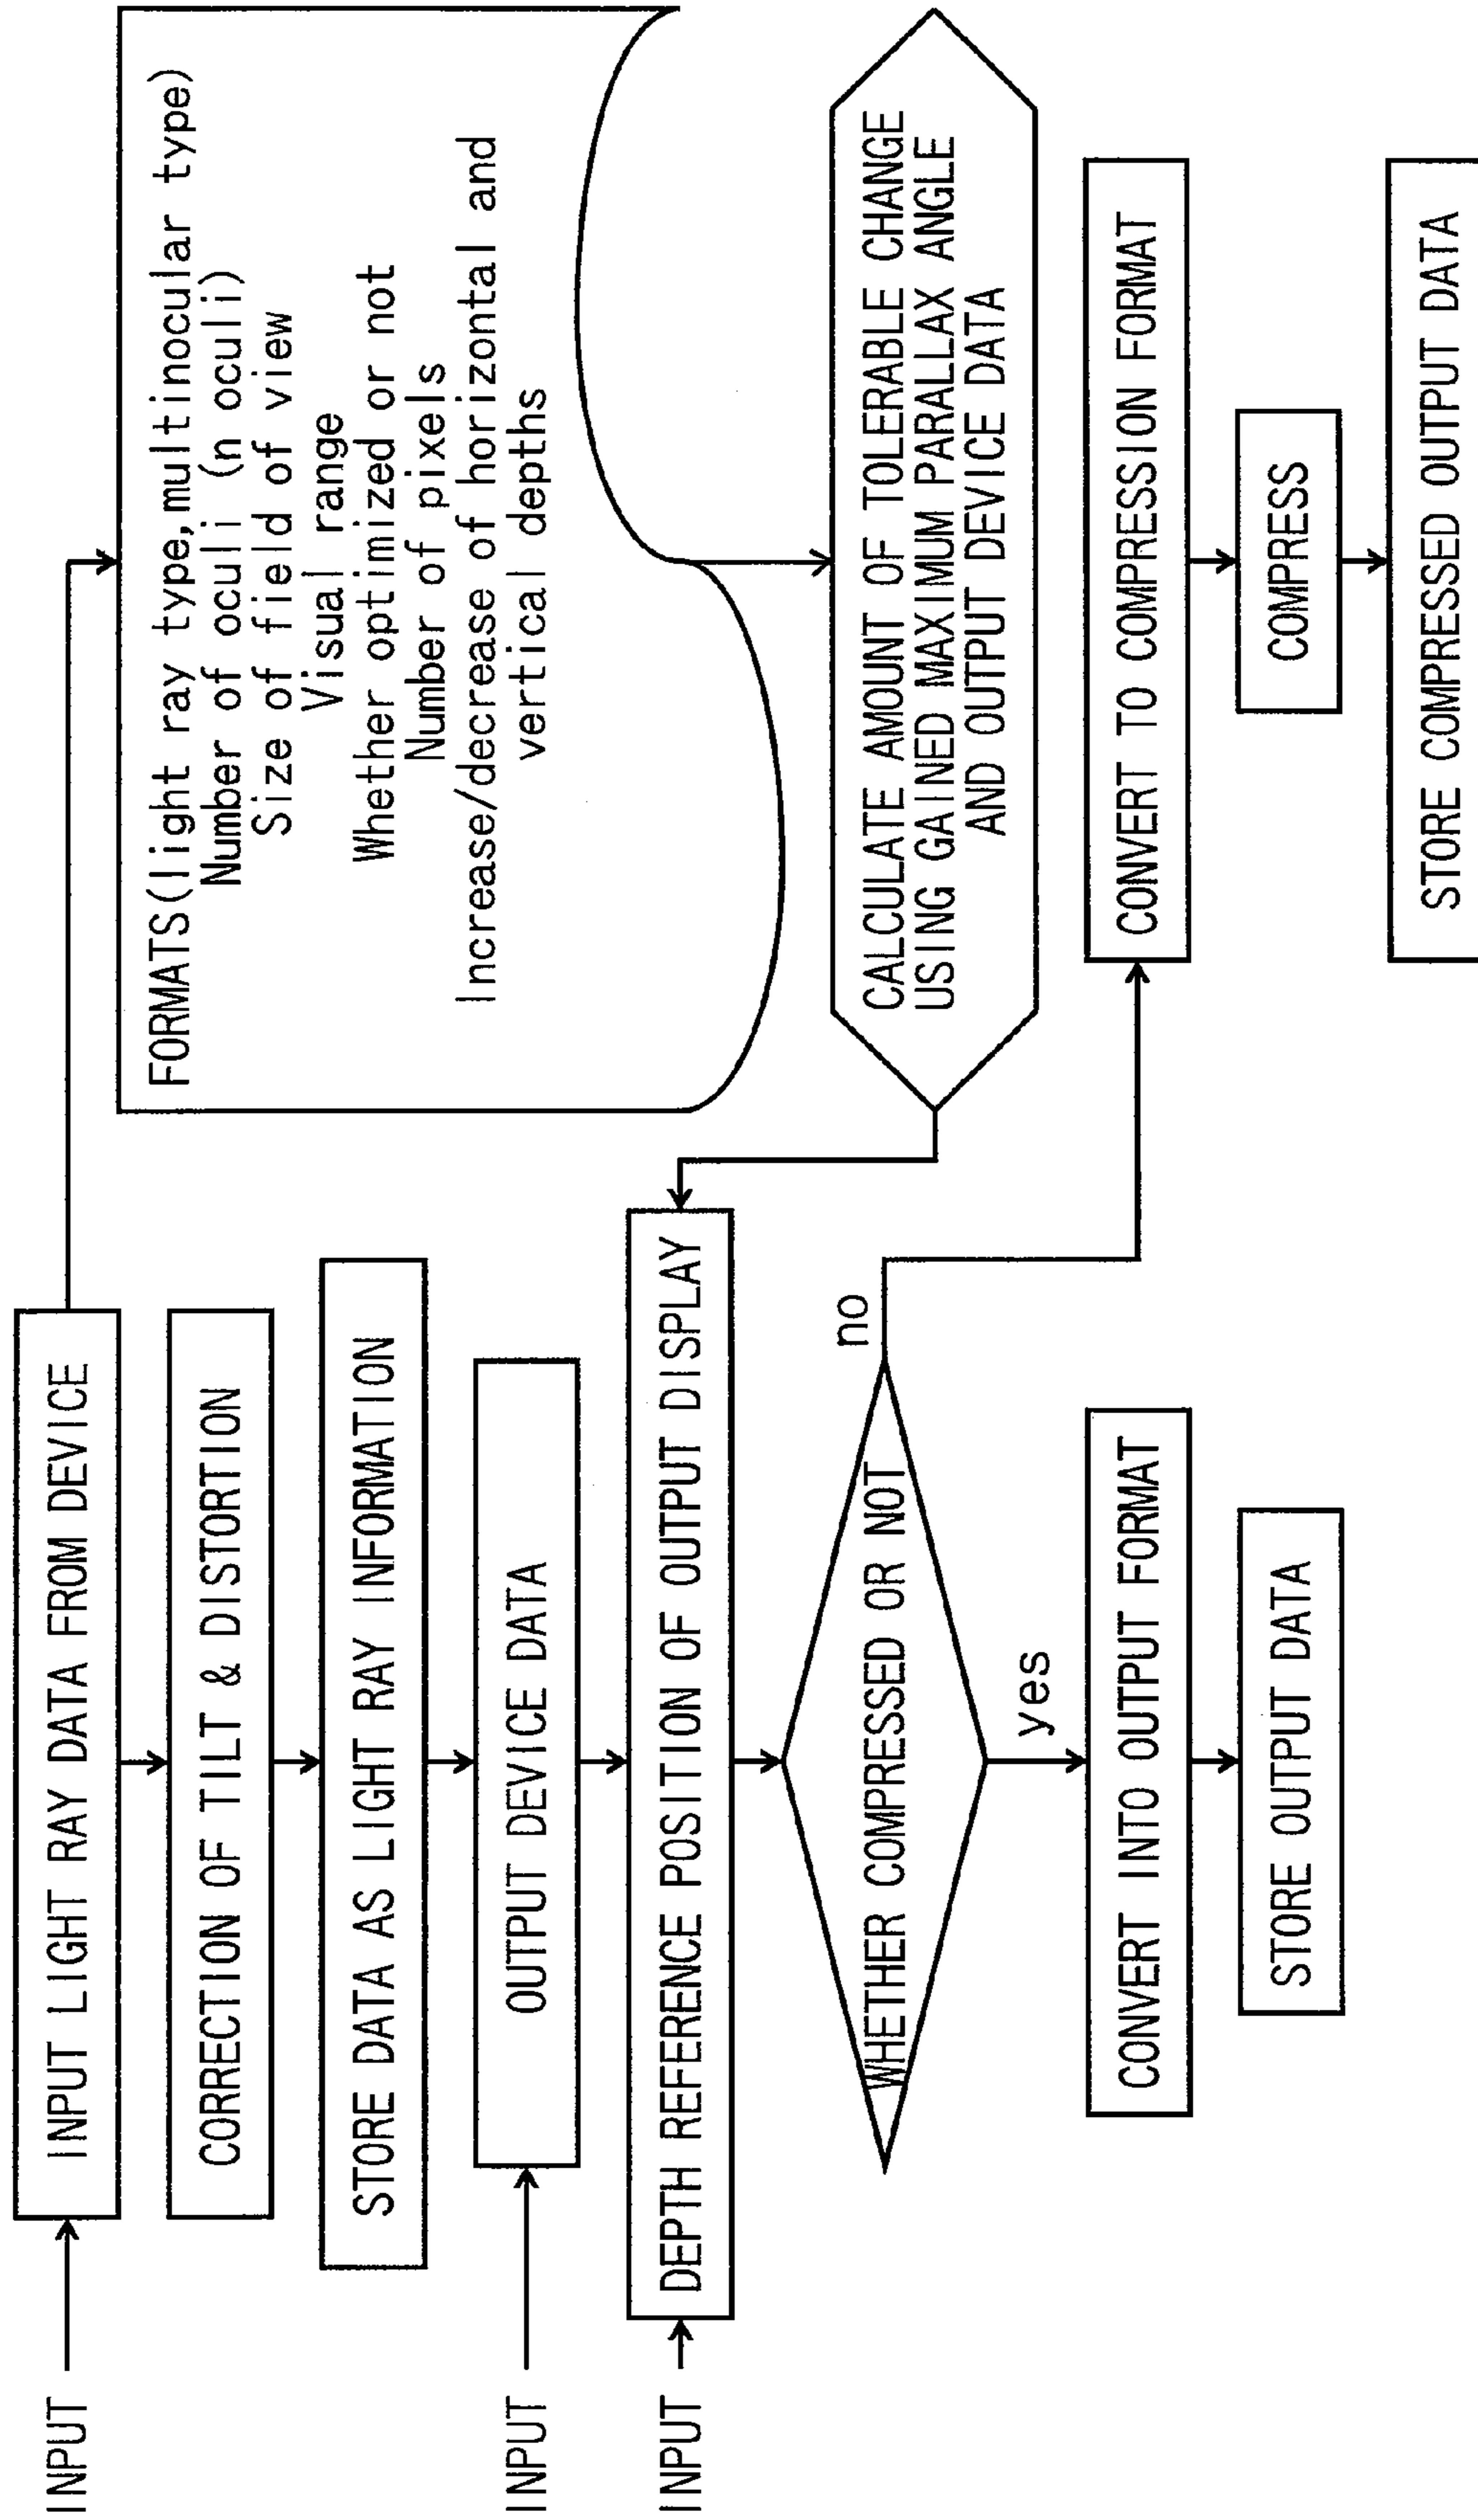 INPUT
INPUT LIGHT RAY DATA FROM DEVICE
CORRECTION OF TILT & DISTORTION
STORE DATA AS LIGHT RAY INFORMATION
INPUT
OUTPUT DEVICE DATA
INPUT
DEPTH REFERENCE POSITION OF OUTPUT DISPLAY
WHETHER COMPRESSED OR NOT
no
yes
CONVERT INTO OUTPUT FORMAT
STORE OUTPUT DATA
FORMATS(light ray type,multinocular type)
Number of oculi (n oculi)
Size of field of view
Visual range
Whether optimized or not
Number of pixels
Increase/decrease of horizontal and
vertical depths
CALCULATE AMOUNT OF TOLERABLE CHANGE
USING GAINED MAXIMUM PARALLAX ANGLE
AND OUTPUT DEVICE DATA
CONVERT TO COMPRESSION FORMAT
COMPRESS
STORE COMPRESSED OUTPUT DATA